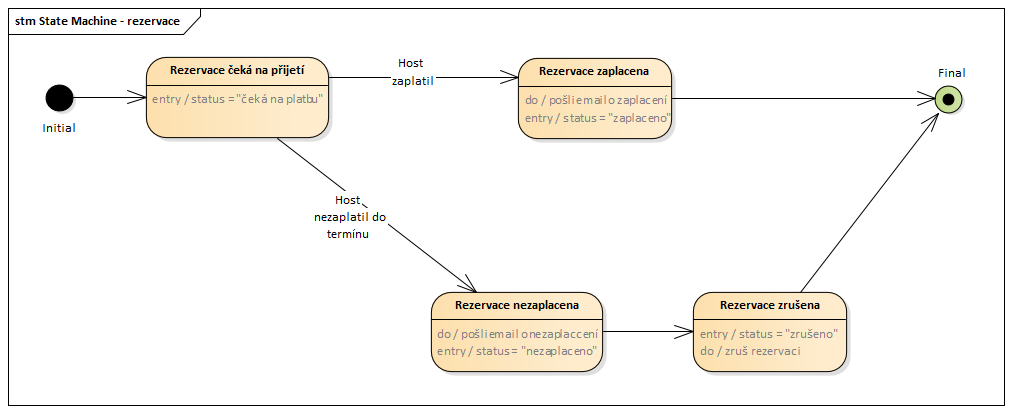 stm State Machine - rezervace
Initial
Rezervace čeká na přijetí
entry / status = "čeká na platbu"
Host
zaplatil
Rezervace zaplacena
do / pošli email o zaplacení
entry / status = "zaplaceno"
Final
Host
nezaplatil do
termínu
Rezervace nezaplacena
do / pošli email o nezaplaccení
entry / status = "nezaplaceno"
Rezervace zrušena
entry / status = "zrušeno"
do / zruš rezervaci